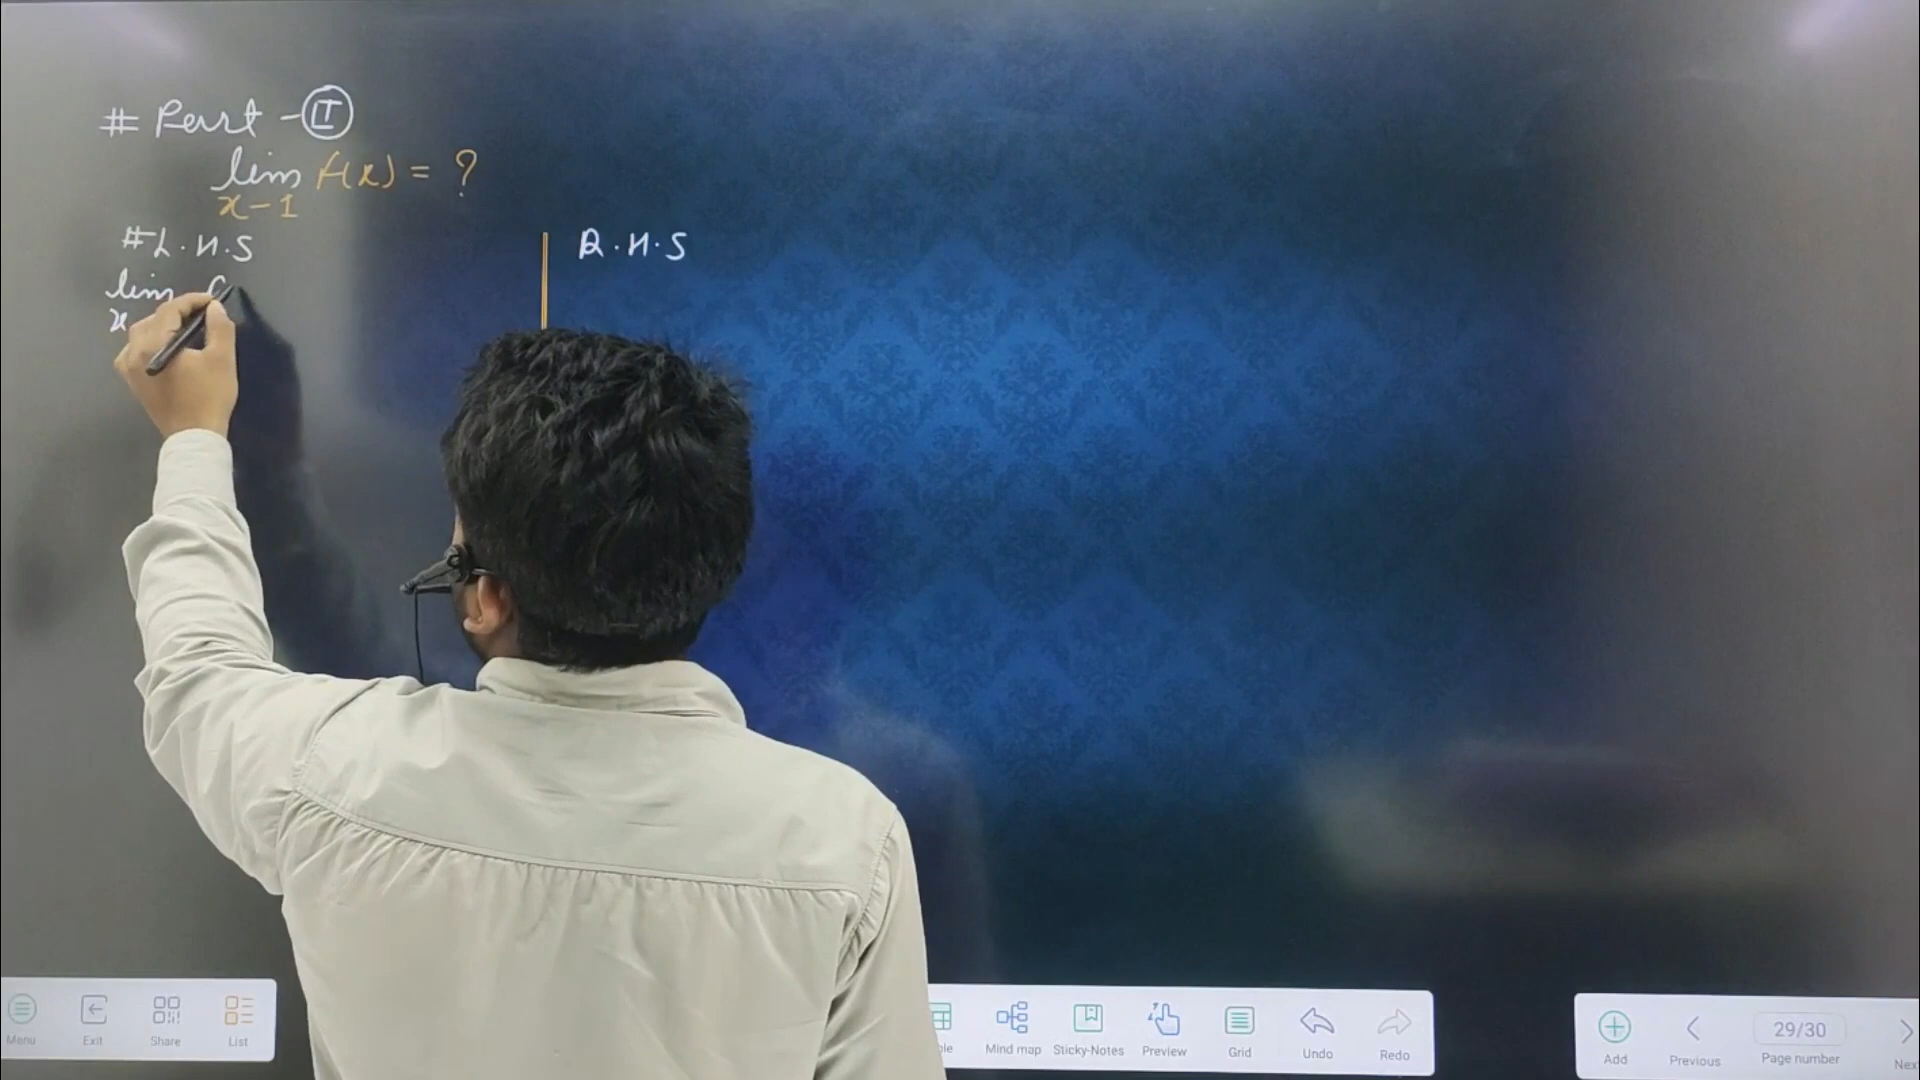 # Part - II
lim f(x) = ?
x-1
# L.H.S
R.H.S
lim f
x
Menu Exit Share List
Mind map Sticky-Notes Preview Grid Undo Redo
Add Previous 29/30 Page number